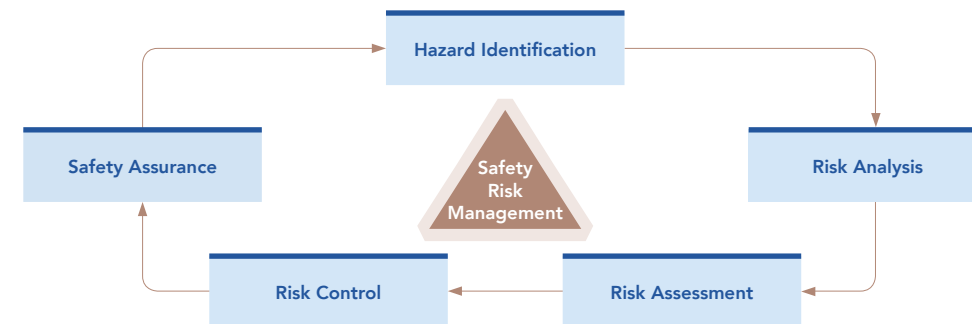 Hazard Identification
Safety Assurance
Risk Analysis
Safety
Risk
Management
Risk Control
Risk Assessment